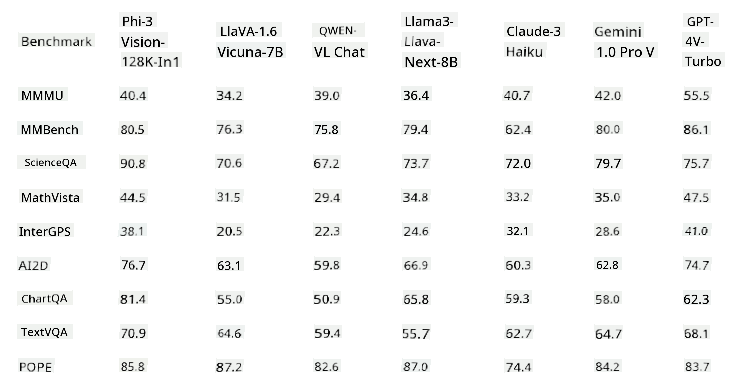 Benchmark Phi-3 Vision-128K-In1 LlaVA-1.6 Vicuna-7B QWEN-VL Chat Llama3-Llava-Next-8B Claude-3 Haiku Gemini 1.0 Pro V GPT-4V-Turbo
MMMU 40.4 34.2 39.0 36.4 40.7 42.0 55.5
MMBench 80.5 76.3 75.8 79.4 62.4 80.0 86.1
ScienceQA 90.8 70.6 67.2 73.7 72.0 79.7 75.7
MathVista 44.5 31.5 29.4 34.8 33.2 35.0 47.5
InterGPS 38.1 20.5 22.3 24.6 32.1 28.6 41.0
AI2D 76.7 63.1 59.8 66.9 60.3 62.8 74.7
ChartQA 81.4 55.0 50.9 65.8 59.3 58.0 62.3
TextVQA 70.9 64.6 59.4 55.7 62.7 64.7 68.1
POPE 85.8 87.2 82.6 87.0 74.4 84.2 83.7